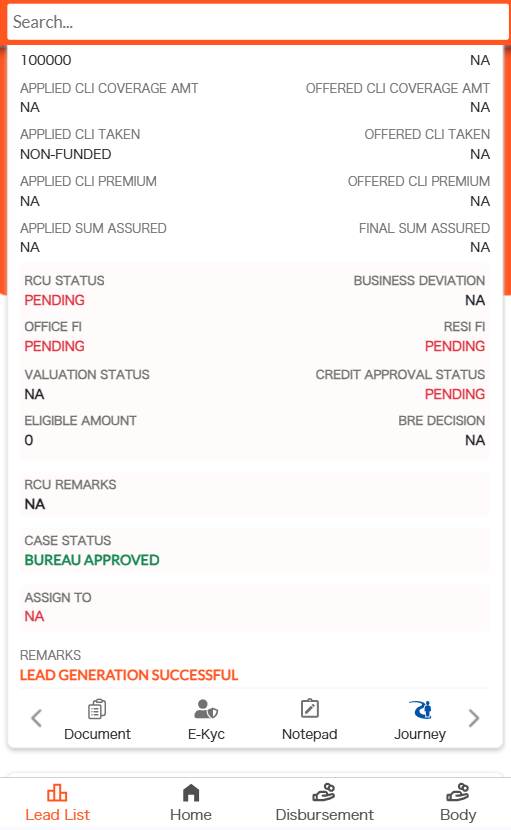 Search...
100000 NA
APPLIED CLI COVERAGE AMT OFFERED CLI COVERAGE AMT
NA NA
APPLIED CLI TAKEN OFFERED CLI TAKEN
NON-FUNDED NA
APPLIED CLI PREMIUM OFFERED CLI PREMIUM
NA NA
APPLIED SUM ASSURED FINAL SUM ASSURED
NA NA
RCU STATUS BUSINESS DEVIATION
PENDING NA
OFFICE FI RESI FI
PENDING PENDING
VALUATION STATUS CREDIT APPROVAL STATUS
NA PENDING
ELIGIBLE AMOUNT BRE DECISION
0 NA
RCU REMARKS
NA
CASE STATUS
BUREAU APPROVED
ASSIGN TO
NA
REMARKS
LEAD GENERATION SUCCESSFUL
Document E-Kyc Notepad Journey
Lead List Home Disbursement Body